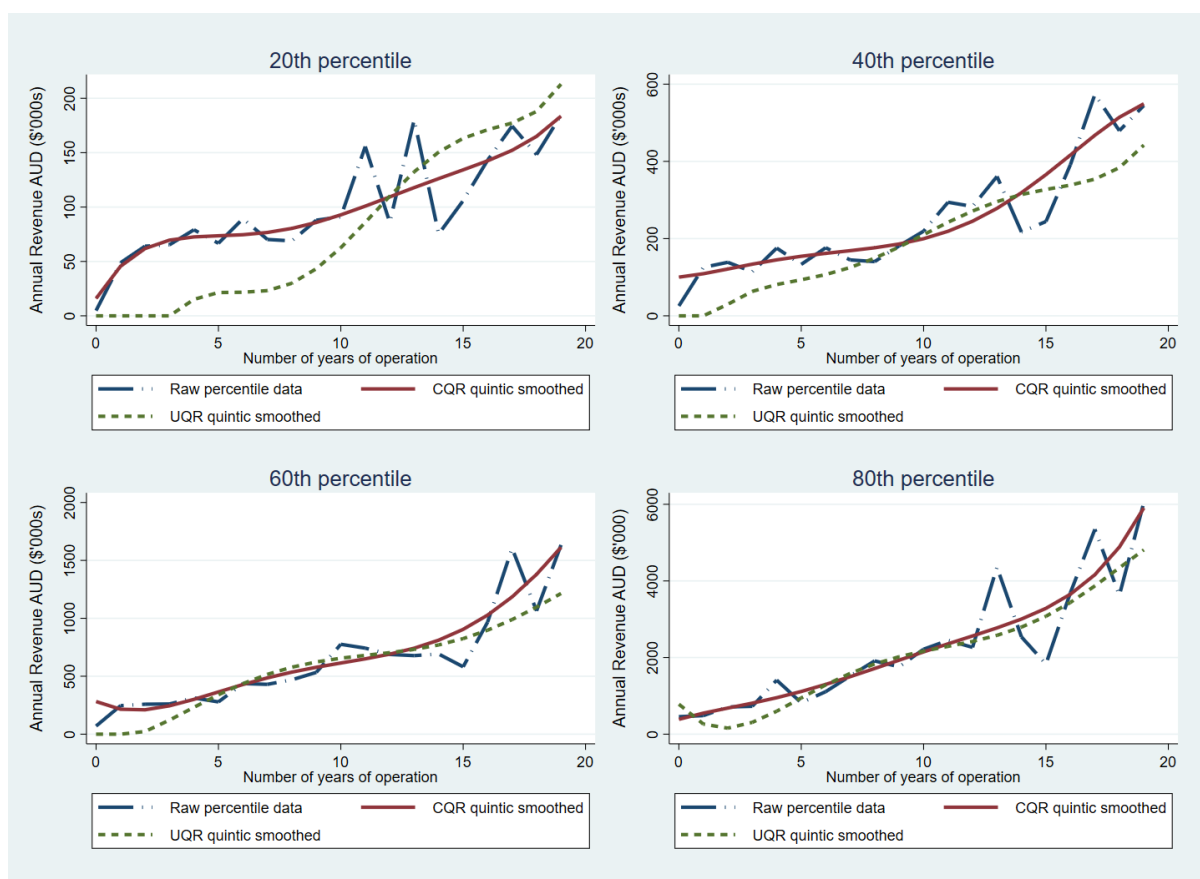 20th percentile
Annual Revenue AUD ($'000s)
200
150
100
50
0
0 5 10 15 20
Number of years of operation
Raw percentile data CQR quintic smoothed
UQR quintic smoothed
40th percentile
Annual Revenue AUD ($'000s)
600
400
200
0
0 5 10 15 20
Number of years of operation
Raw percentile data CQR quintic smoothed
UQR quintic smoothed
60th percentile
Annual Revenue AUD ($'000s)
2000
1500
1000
500
0
0 5 10 15 20
Number of years of operation
Raw percentile data CQR quintic smoothed
UQR quintic smoothed
80th percentile
Annual Revenue AUD ($'000)
6000
4000
2000
0
0 5 10 15 20
Number of years of operation
Raw percentile data CQR quintic smoothed
UQR quintic smoothed